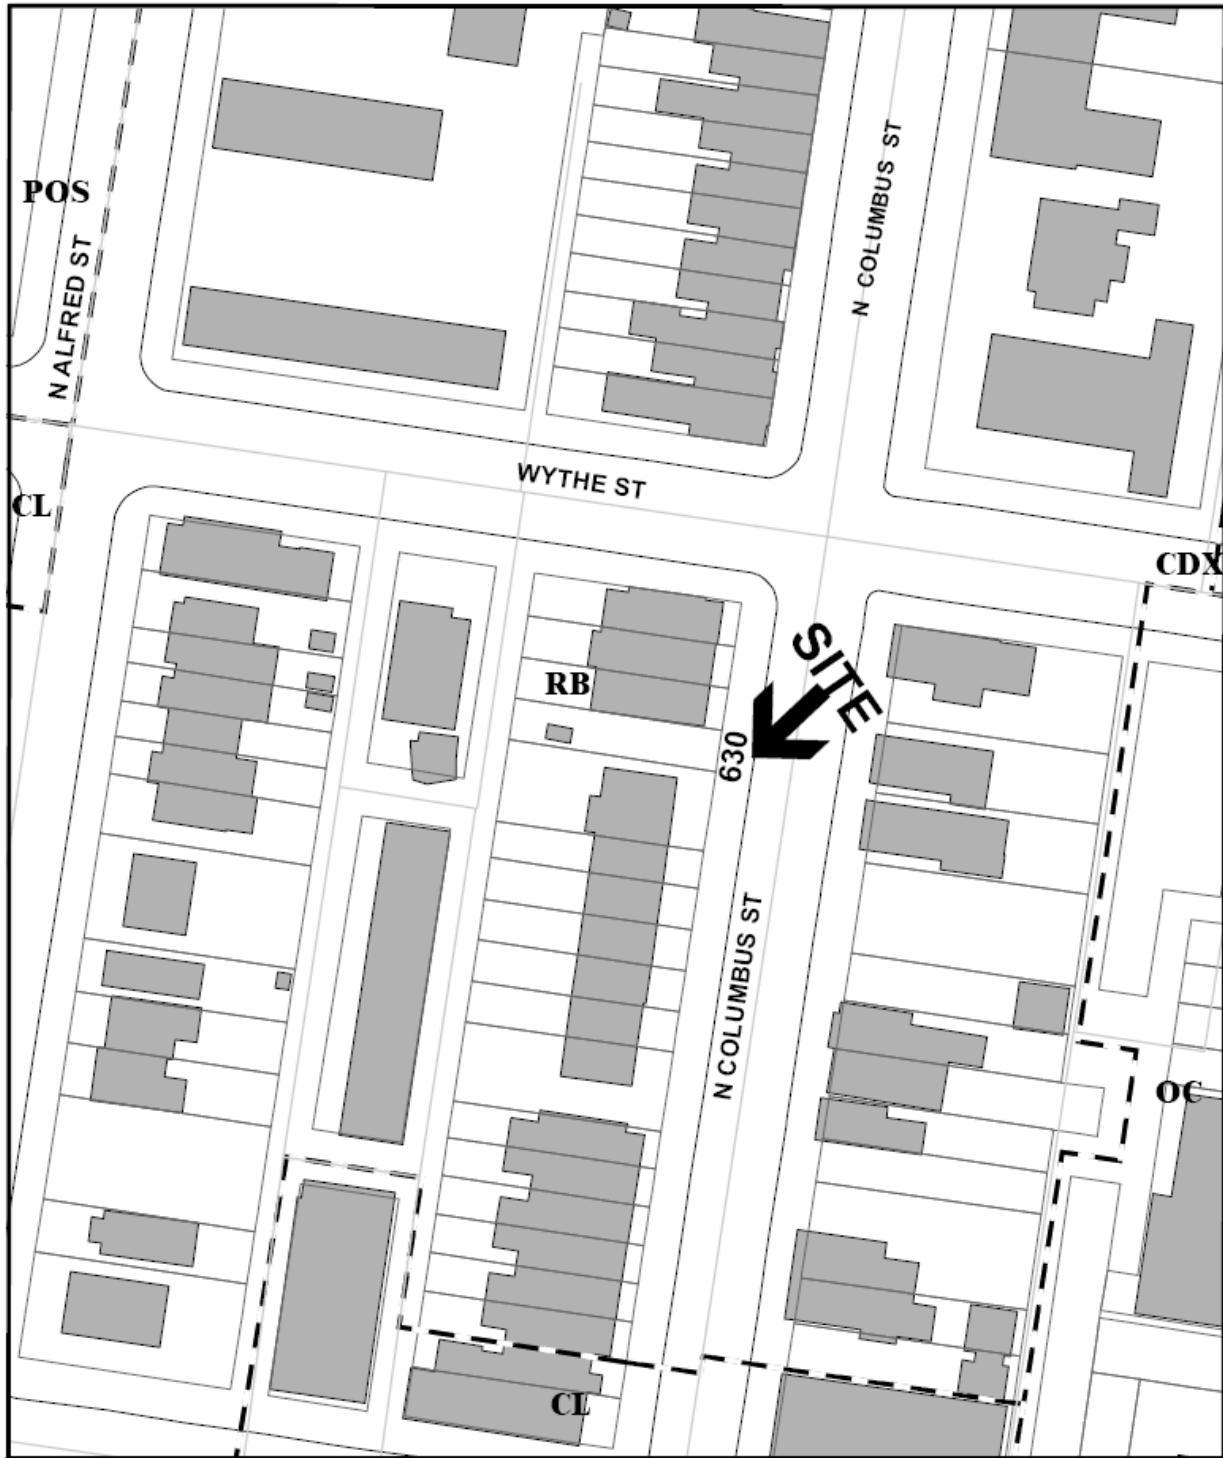 POS
N ALFRED ST
N COLUMBUS ST
WYTHE ST
CL
CDX
SITE
RB
630
N COLUMBUS ST
OC
CL